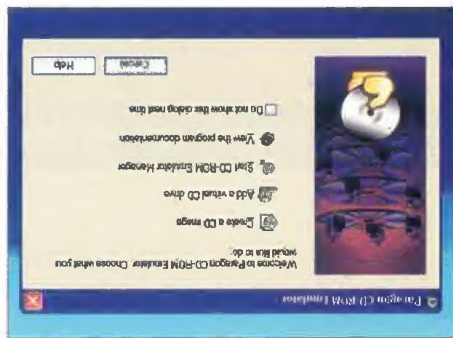 Paragon CD-ROM Emulator
Welcome to Paragon CD-ROM Emulator. Choose what you
would like to do:
Create a CD image
Add a virtual CD drive
Start CD-ROM Emulator Manager
View the program documentation
Do not show this dialog next time
Cancel
Help